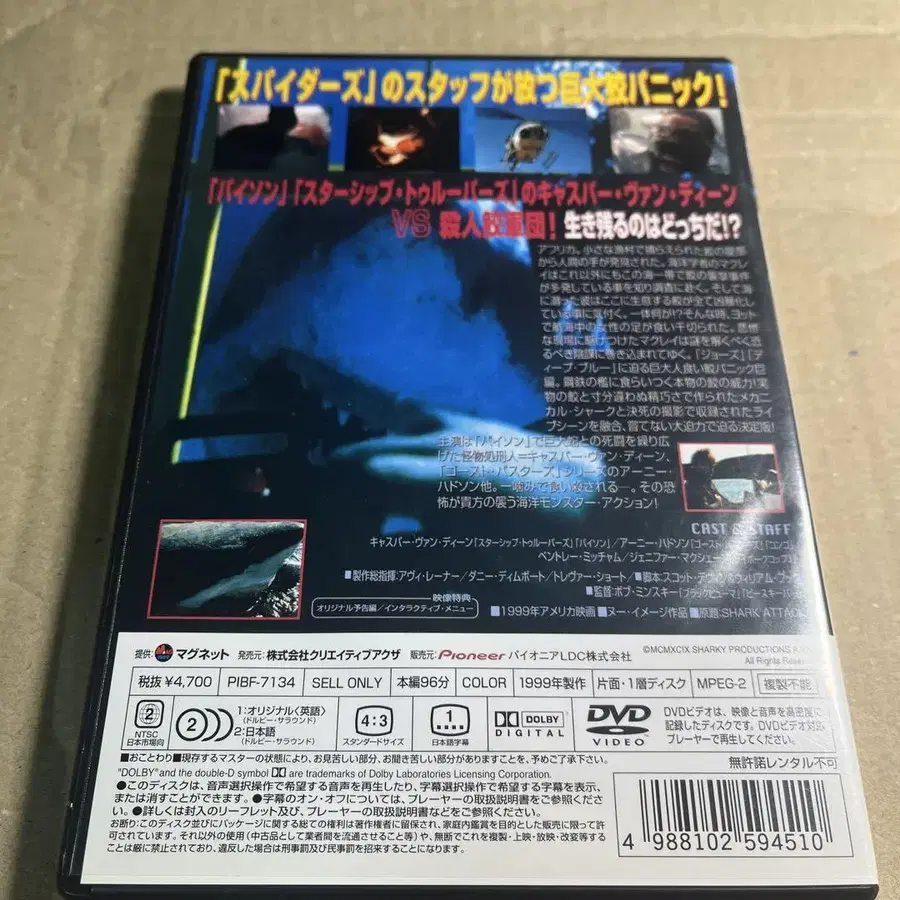 「スパイダーズ」のスタッフが放つ巨大鮫パニック!
「パイソン」「スターシップ・トゥルーパーズ」のキャスパー・ヴァン・ディーン
VS 殺人鮫軍団! 生き残るのはどっちだ!?
アフリカ。小さな漁村で捕らえられた鮫の腹部
から人間の手が発見された。海洋学者のマクレ
イはこれ以外にもこの海一帯で鮫の襲撃事件
が多発している事を知り調査に赴く。そして海
に潜った彼はここに生息する鮫が全て凶暴化し
ている事に気付く。一体何が!?そんな時、ヨット
で航海中の女性の足が食い千切られた。悲惨
な現場に駆けつけたマクレイは謎を解くべく恐
るべき陰謀に巻き込まれてゆく。「ジョーズ」「デ
ィープ・ブルー」に迫る巨大人食い鮫パニック巨
編。鋼鉄の檻に食らいつく本物の鮫の威力!実
物の鮫と寸分違わぬ精巧さで作られたメカニ
カル・シャークと決死の撮影で収録されたライ
ブシーンを融合、嘗てない大迫力で迫る決定版!
主演は「パイソン」で巨大蛇との死闘を繰り広
げた怪物処刑人=キャスパー・ヴァン・ディーン、
「ゴースト・バスターズ」シリーズのアーニー・
ハドソン他。一噛みで食い殺される―。その恐
怖が貴方の襲う海洋モンスター・アクション!
CAST & STAFF
キャスパー・ヴァン・ディーン「スターシップ・トゥルーパーズ」「パイソン」/アーニー・ハドソン「ゴースト・バスターズ」「コンゴ」
ベントレー・ミッチャム/ジェニファー・マクシェーン
■製作総指揮:アヴィ・レーナー/ダニー・ディムボート/トレヴァー・ショート/■脚本:スコット・デヴァイン&ウィリアム・フック
■監督:ボブ・ミンスキー「ブラックピューマ」「ピースキーパー」
映像特典
オリジナル予告編/インタラクティブ・メニュー
■1999年アメリカ映画 ■ヌー・イメージ作品 ■原題:SHARK ATTACK
提供:マグネット 発売元:株式会社クリエイティブアクザ 販売元:Pioneer パイオニアLDC株式会社
©MCMXCIX SHARKY PRODUCTIONS
All Rights Reserved
税抜 ¥4,700 PIBF-7134 SELL ONLY 本編96分 COLOR 1999年製作 片面・1層ディスク MPEG-2 複製不能
2 NTSC 日本市場向
2 1:オリジナル〈英語〉
(ドルビー・サラウンド)
2:日本語
(ドルビー・サラウンド)
4:3 スタンダードサイズ
1 日本語字幕
DOLBY DIGITAL
DVD VIDEO
DVDビデオは、映像と音声を高密度に
記録したディスクです。DVDビデオ対応
プレーヤーで再生してください。
■おことわり■現存するマスターの状態により、お見苦しい部分、お聞き苦しい部分がありますことを、予めご了承下さい。
無許諾レンタル不可
"DOLBY"and the double-D symbol are trademarks of Dolby Laboratories Licensing Corporation.
●このディスクは、音声選択操作で希望する音声を再生したり、字幕選択操作で希望する字幕を表示、
または消すことができます。●字幕のオン・オフについては、プレーヤーの取扱説明書をご参照くださ
い。●詳しくは封入のリーフレット及び、プレーヤーの取扱説明書などをご参照ください。
お断り:このディスク並びにパッケージに関する総ての権利は著作権者に留保され、家庭内鑑賞を目的とした販売に限って許
可されています。それ以外の使用(中古品として業者間を流通させること等)や、無断でこれを複製・上映・放映・改変等するこ
とは厳に禁止されており、違反した場合は刑事罰及び民事罰を招来することになります。
4 988102 594510